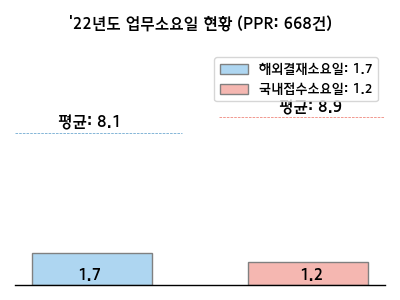 '22년도 업무소요일 현황 (PPR: 668건)
해외결재소요일: 1.7
국내접수소요일: 1.2
평균: 8.1
평균: 8.9
1.7
1.2